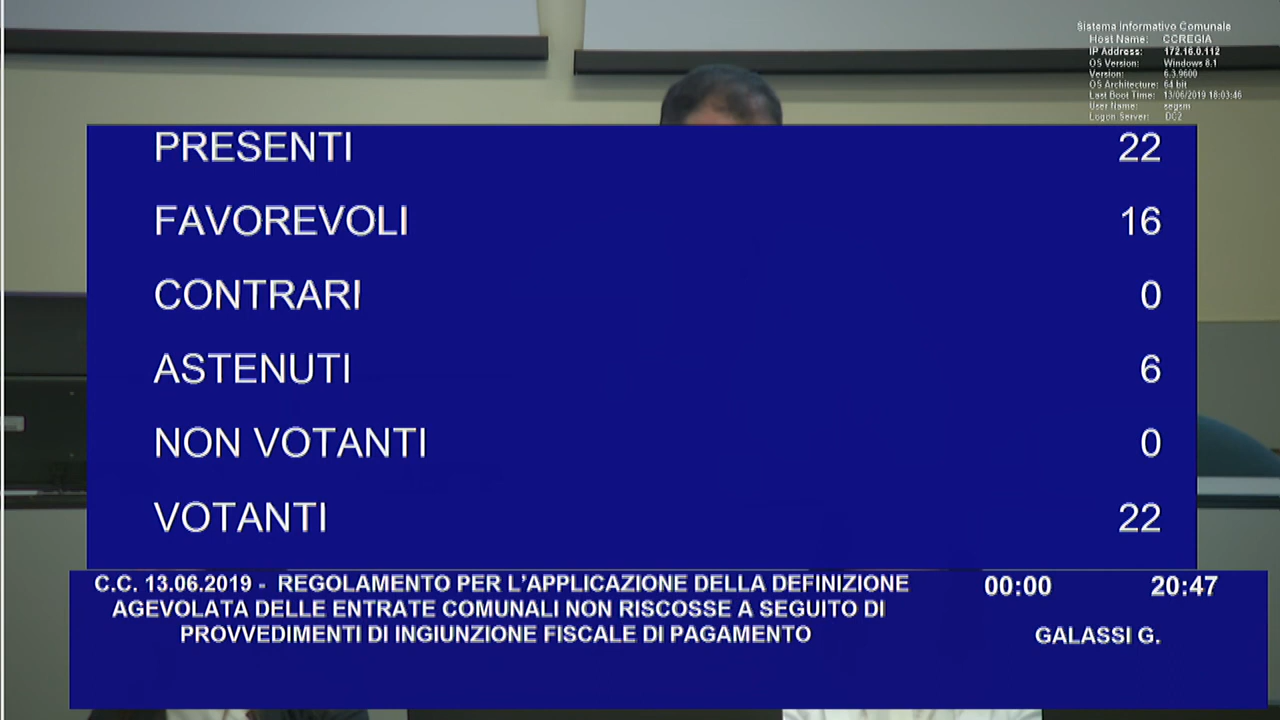 Sistema Informativo Comunale
Host Name: CCREGIA
IP Address: 172.16.0.112
OS Version: Windows 8.1
Version: 6.3.9600
OS Architecture: 64 bit
Last Boot Time: 13/06/2019 18:03:46
User Name: segsm
Logon Server: DC2
PRESENTI 22
FAVOREVOLI 16
CONTRARI 0
ASTENUTI 6
NON VOTANTI 0
VOTANTI 22
C.C. 13.06.2019 - REGOLAMENTO PER L'APPLICAZIONE DELLA DEFINIZIONE
AGEVOLATA DELLE ENTRATE COMUNALI NON RISCOSSE A SEGUITO DI
PROVVEDIMENTI DI INGIUNZIONE FISCALE DI PAGAMENTO
00:00 20:47
GALASSI G.